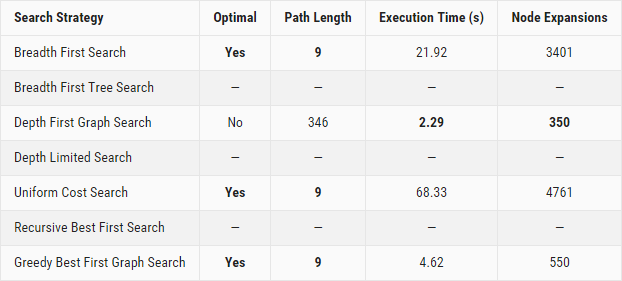 Search Strategy Optimal Path Length Execution Time (s) Node Expansions
Breadth First Search Yes 9 21.92 3401
Breadth First Tree Search — — — —
Depth First Graph Search No 346 2.29 350
Depth Limited Search — — — —
Uniform Cost Search Yes 9 68.33 4761
Recursive Best First Search — — — —
Greedy Best First Graph Search Yes 9 4.62 550